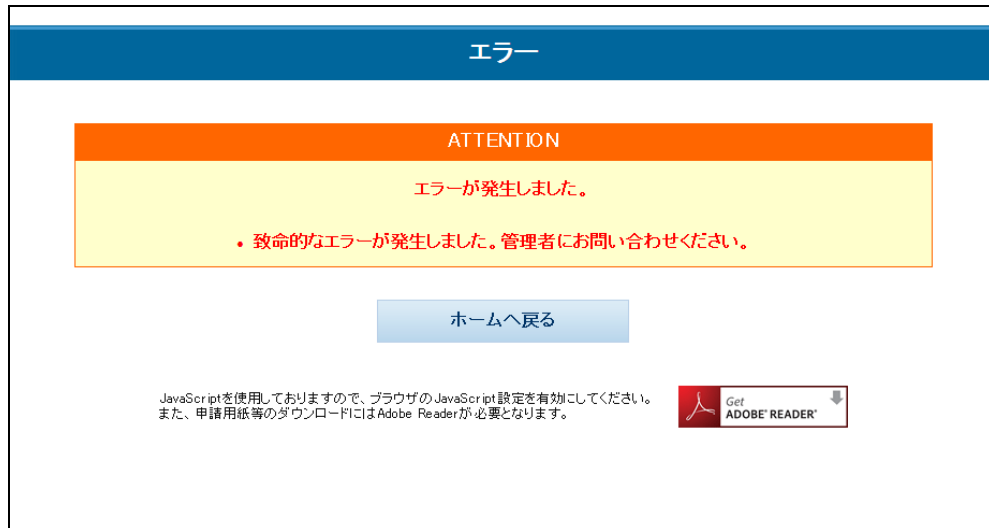 エラー
ATTENTION
エラーが発生しました。
• 致命的なエラーが発生しました。管理者にお問い合わせください。
ホームへ戻る
JavaScriptを使用しておりますので、ブラウザのJavaScript設定を有効にしてください。
また、申請用紙等のダウンロードにはAdobe Readerが必要となります。
Get
ADOBE® READER®